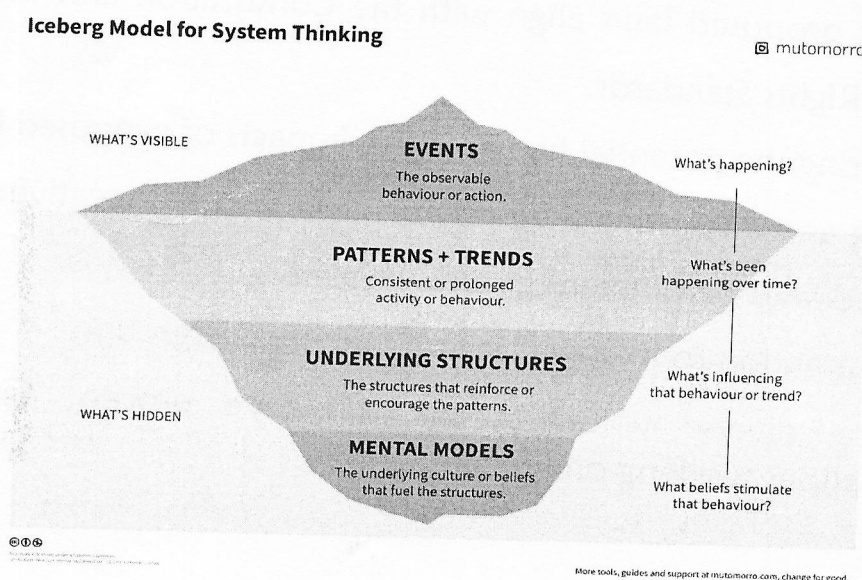 Iceberg Model for System Thinking
mutomorro
WHAT'S VISIBLE
EVENTS
The observable
behaviour or action.
What's happening?
PATTERNS + TRENDS
Consistent or prolonged
activity or behaviour.
What's been
happening over time?
UNDERLYING STRUCTURES
The structures that reinforce or
encourage the patterns.
What's influencing
that behaviour or trend?
WHAT'S HIDDEN
MENTAL MODELS
The underlying culture or beliefs
that fuel the structures.
What beliefs stimulate
that behaviour?
More tools, guides and support at mutomorro.com, change for good